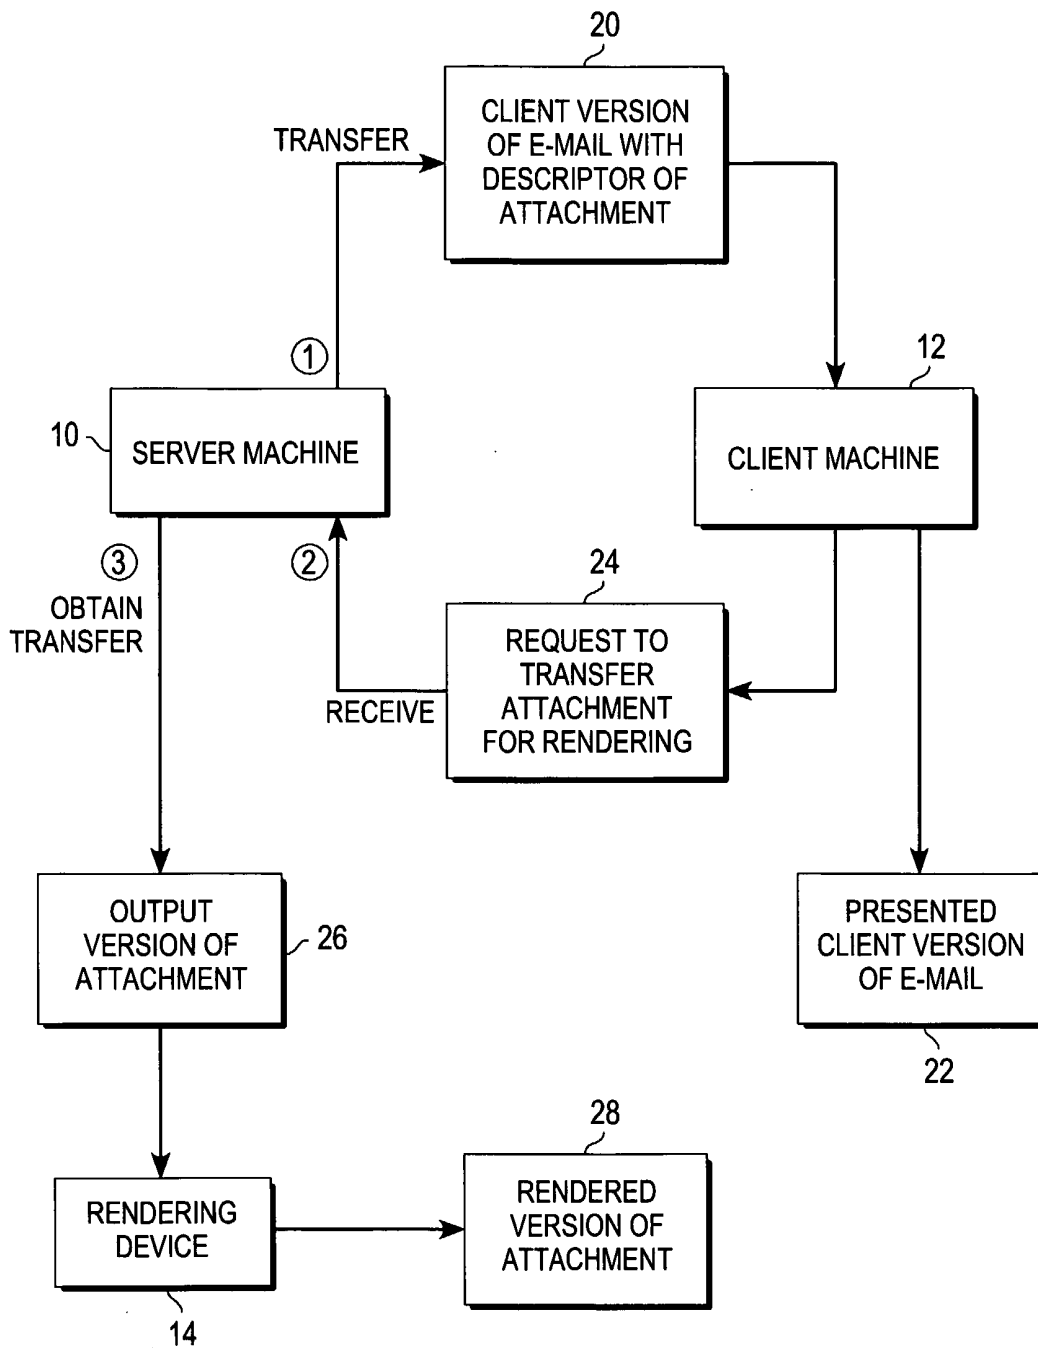 20
CLIENT VERSION
OF E-MAIL WITH
DESCRIPTOR OF
ATTACHMENT
TRANSFER
1
12
10
SERVER MACHINE
CLIENT MACHINE
3
OBTAIN
TRANSFER
2
RECEIVE
24
REQUEST TO
TRANSFER
ATTACHMENT
FOR RENDERING
OUTPUT
VERSION OF
ATTACHMENT
26
PRESENTED
CLIENT VERSION
OF E-MAIL
22
28
RENDERING
DEVICE
14
RENDERED
VERSION OF
ATTACHMENT